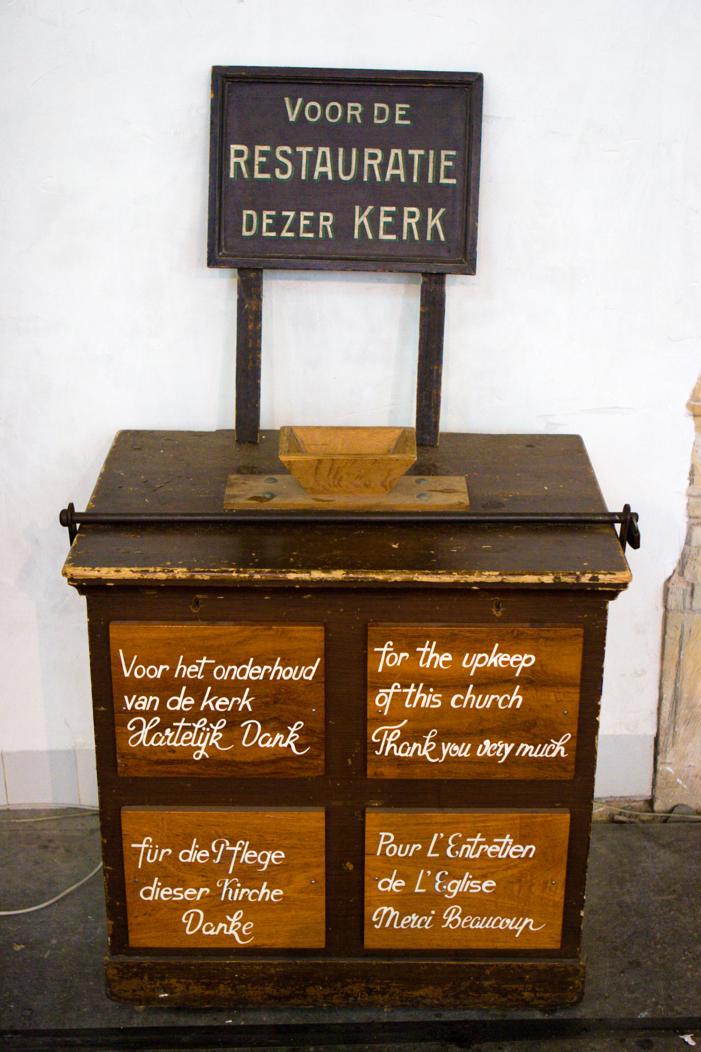 VOOR DE
RESTAURATIE
DEZER KERK
Voor het onderhoud
van de kerk
Hartelijk Dank
for the upkeep
of this church
Thank you very much
für die Pflege
dieser Kirche
Danke
Pour L'Entretien
de L'Eglise
Merci Beaucoup